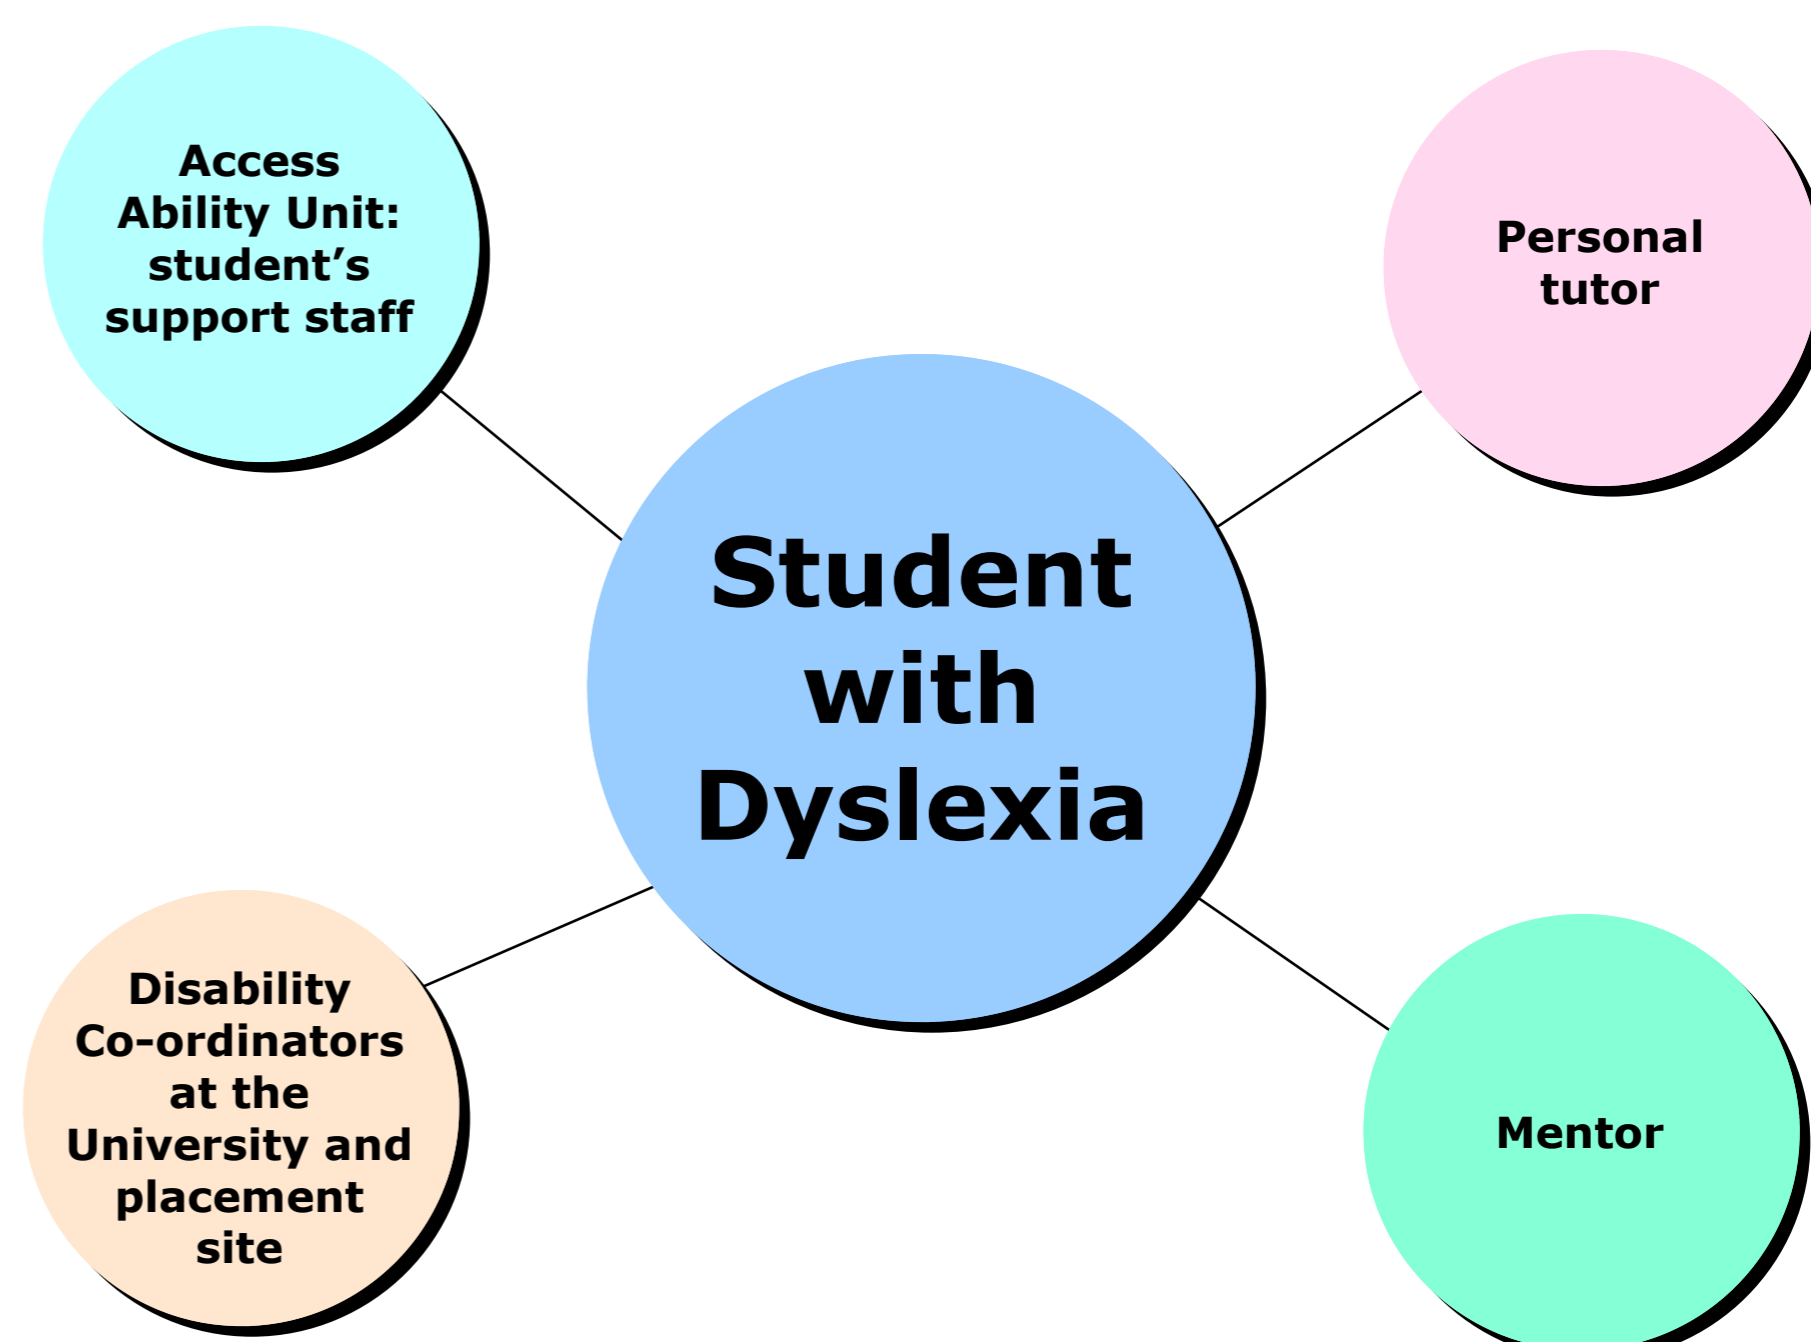 Access
Ability Unit:
student’s
support staff
Personal
tutor
Student
with
Dyslexia
Disability
Co-ordinators
at the
University and
placement
site
Mentor